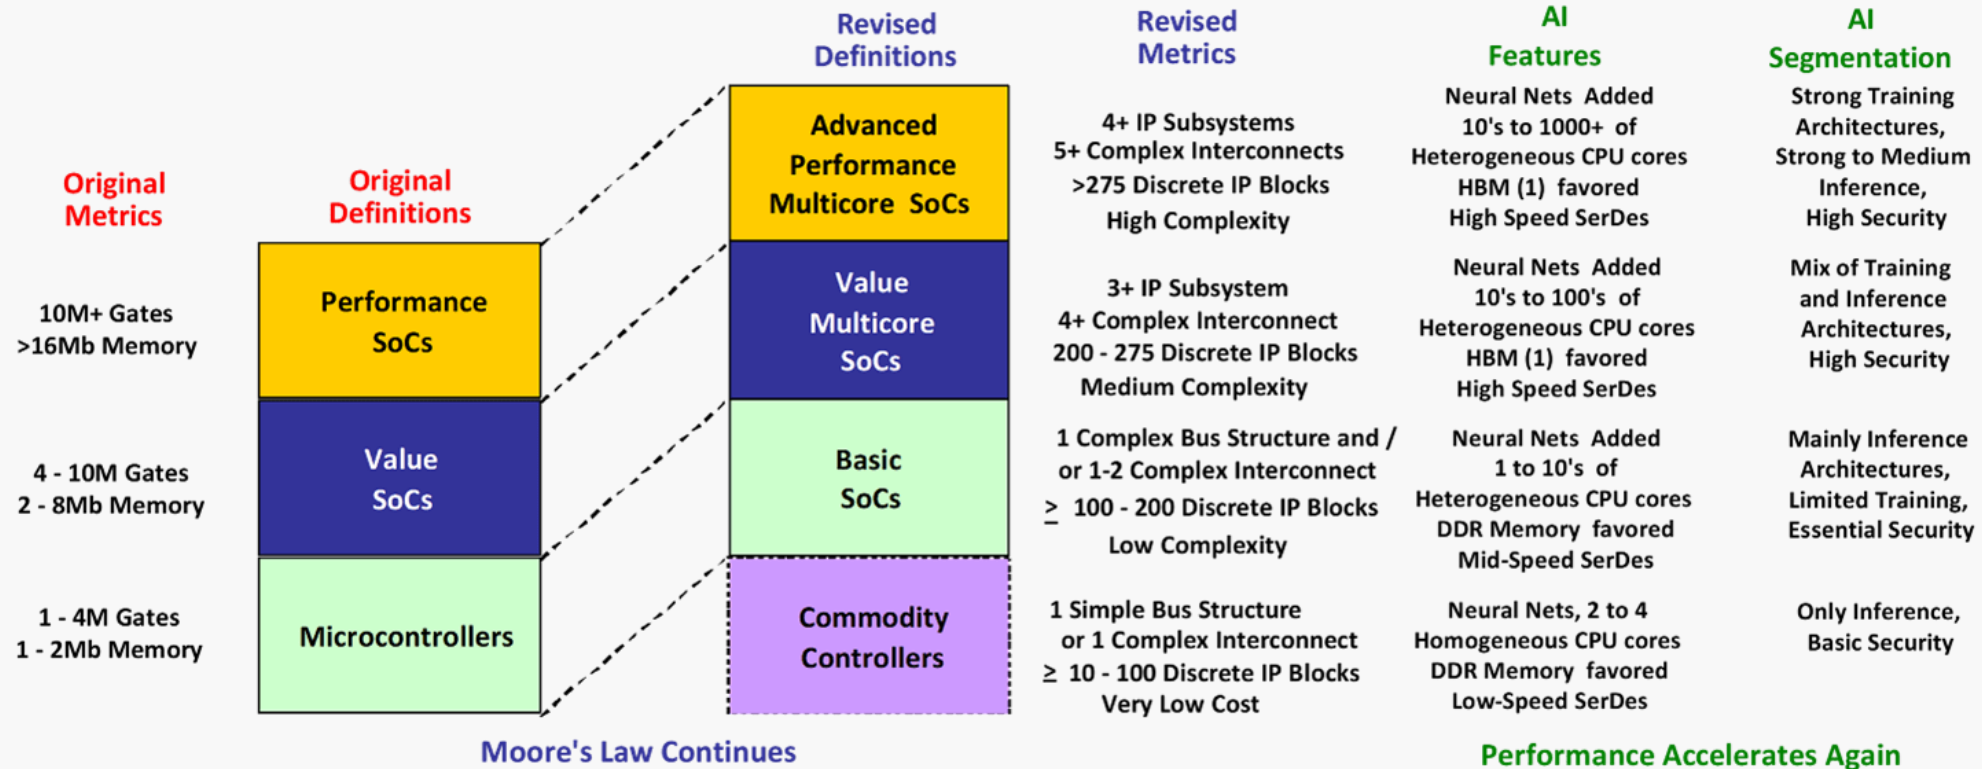 Original
Metrics
10M+ Gates
>16Mb Memory
4 - 10M Gates
2 - 8Mb Memory
1 - 4M Gates
1 - 2Mb Memory
Original
Definitions
Performance
SoCs
Value
SoCs
Microcontrollers
Revised
Definitions
Advanced
Performance
Multicore SoCs
Value
Multicore
SoCs
Basic
SoCs
Commodity
Controllers
Revised
Metrics
4+ IP Subsystems
5+ Complex Interconnects
>275 Discrete IP Blocks
High Complexity
3+ IP Subsystem
4+ Complex Interconnect
200 - 275 Discrete IP Blocks
Medium Complexity
1 Complex Bus Structure and /
or 1-2 Complex Interconnect
≥ 100 - 200 Discrete IP Blocks
Low Complexity
1 Simple Bus Structure
or 1 Complex Interconnect
≥ 10 - 100 Discrete IP Blocks
Very Low Cost
AI
Features
Neural Nets Added
10's to 1000+ of
Heterogeneous CPU cores
HBM (1) favored
High Speed SerDes
Neural Nets Added
10's to 100's of
Heterogeneous CPU cores
HBM (1) favored
High Speed SerDes
Neural Nets Added
1 to 10's of
Heterogeneous CPU cores
DDR Memory favored
Mid-Speed SerDes
Neural Nets, 2 to 4
Homogeneous CPU cores
DDR Memory favored
Low-Speed SerDes
AI
Segmentation
Strong Training
Architectures,
Strong to Medium
Inference,
High Security
Mix of Training
and Inference
Architectures,
High Security
Mainly Inference
Architectures,
Limited Training,
Essential Security
Only Inference,
Basic Security
Moore's Law Continues
Performance Accelerates Again